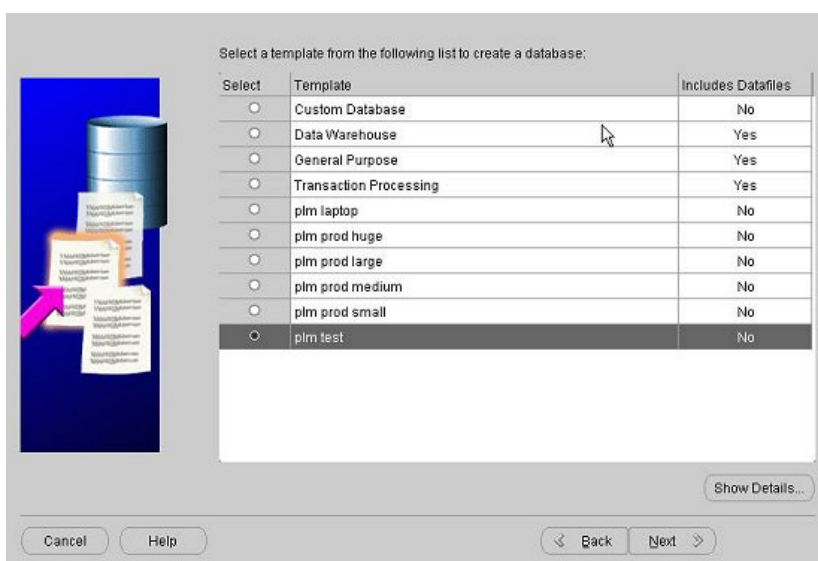 Select a template from the following list to create a database:
Select Template Includes Datafiles
Custom Database No
Data Warehouse Yes
General Purpose Yes
Transaction Processing Yes
plm laptop No
plm prod huge No
plm prod large No
plm prod medium No
plm prod small No
plm test No
Show Details...
Cancel Help Back Next